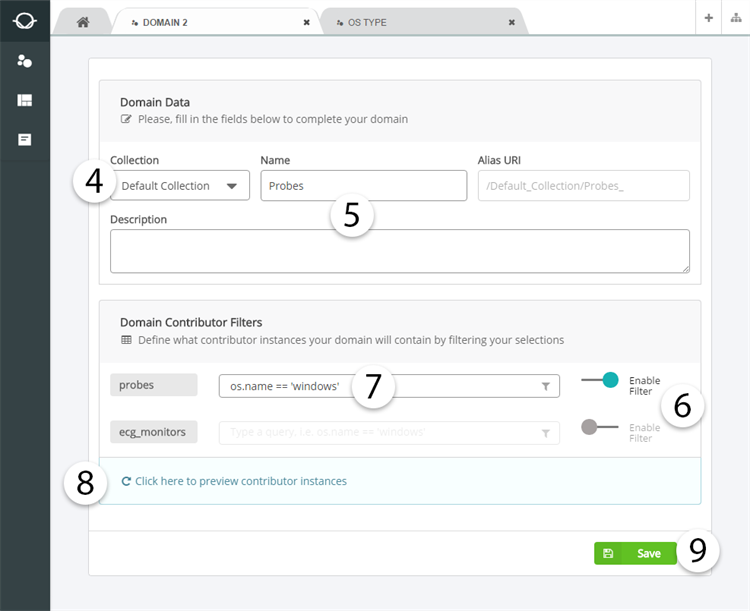 DOMAIN 2 ✖ OS TYPE ✖ +
Domain Data
Please, fill in the fields below to complete your domain
Collection Name Alias URI
4 Default Collection Probes /Default_Collection/Probes_
5
Description
Domain Contributor Filters
Define what contributor instances your domain will contain by filtering your selections
probes os.name == 'windows' 7 Enable
Filter
6
ecg_monitors Type a query, i.e. os.name == 'windows' Enable
Filter
8 Click here to preview contributor instances
Save 9